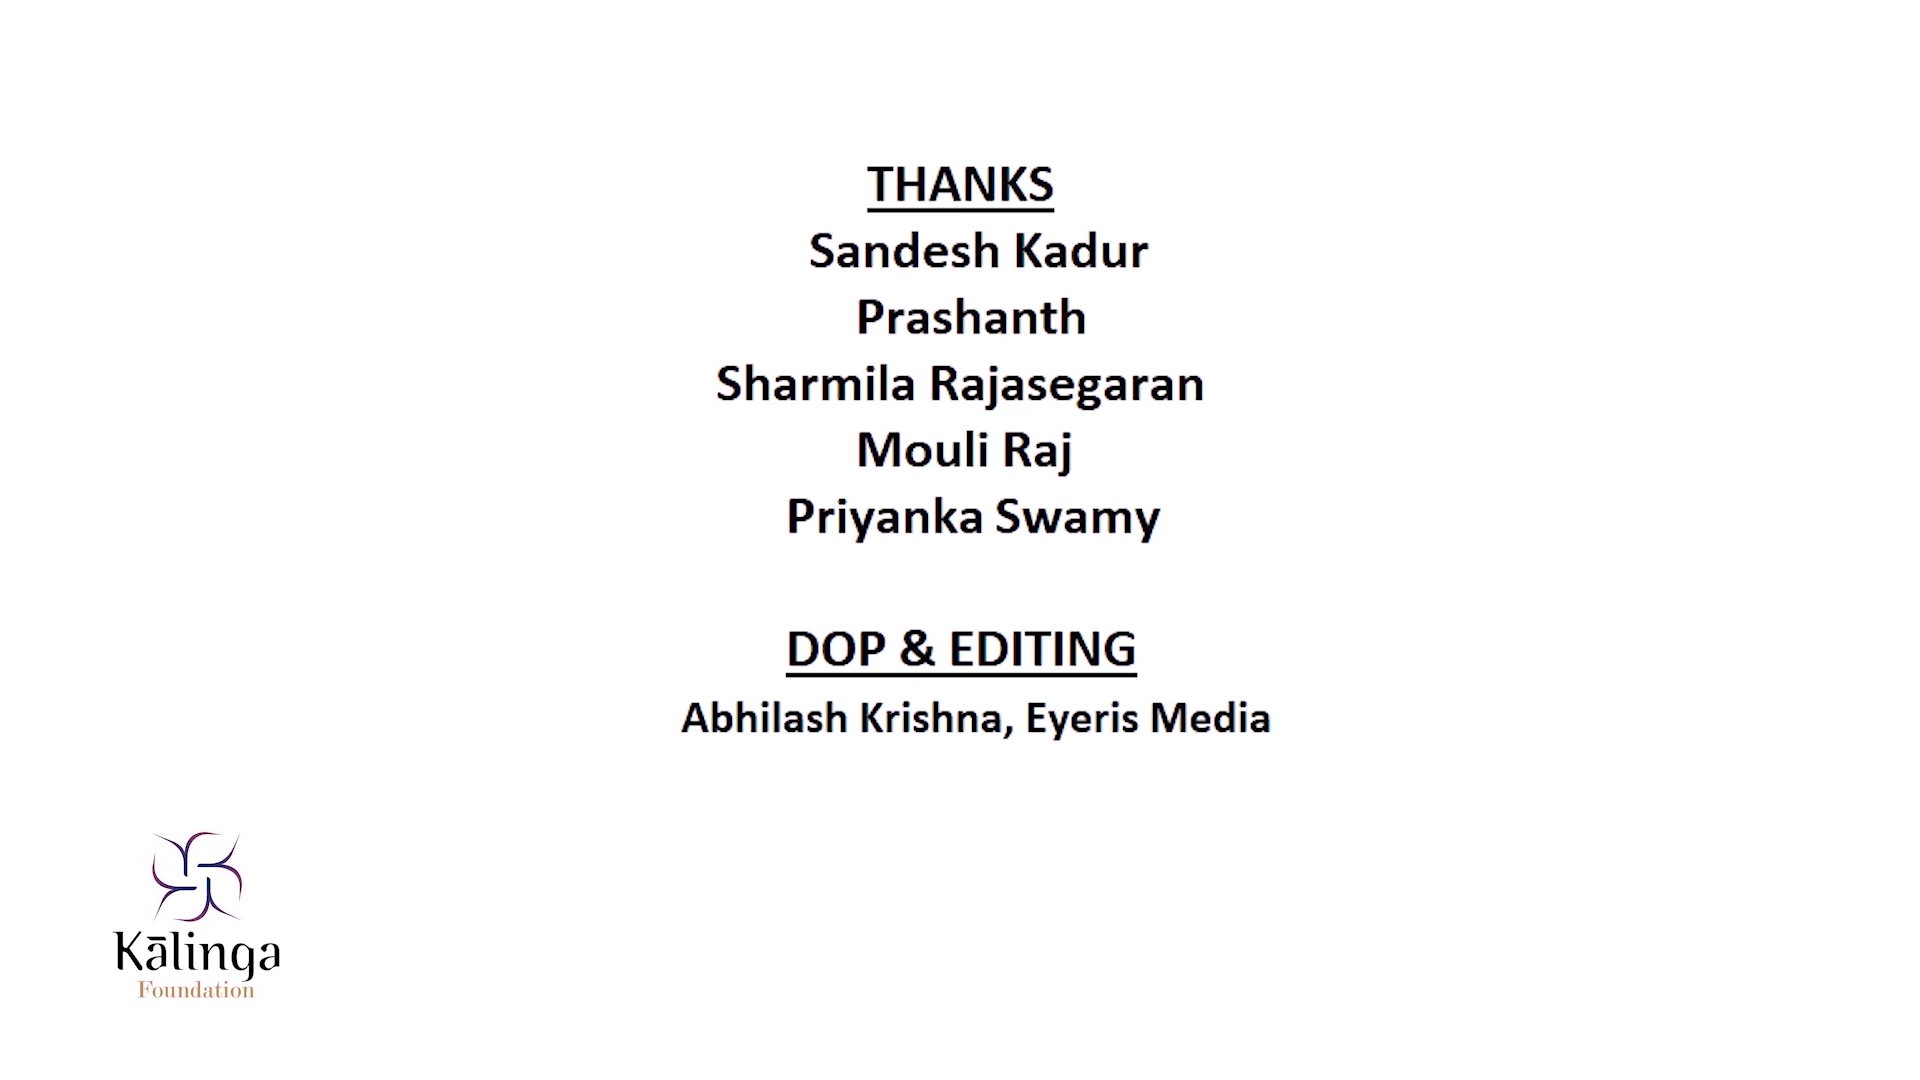 THANKS
Sandesh Kadur
Prashanth
Sharmila Rajasegaran
Mouli Raj
Priyanka Swamy
DOP & EDITING
Abhilash Krishna, Eyeris Media
Kālinga
Foundation